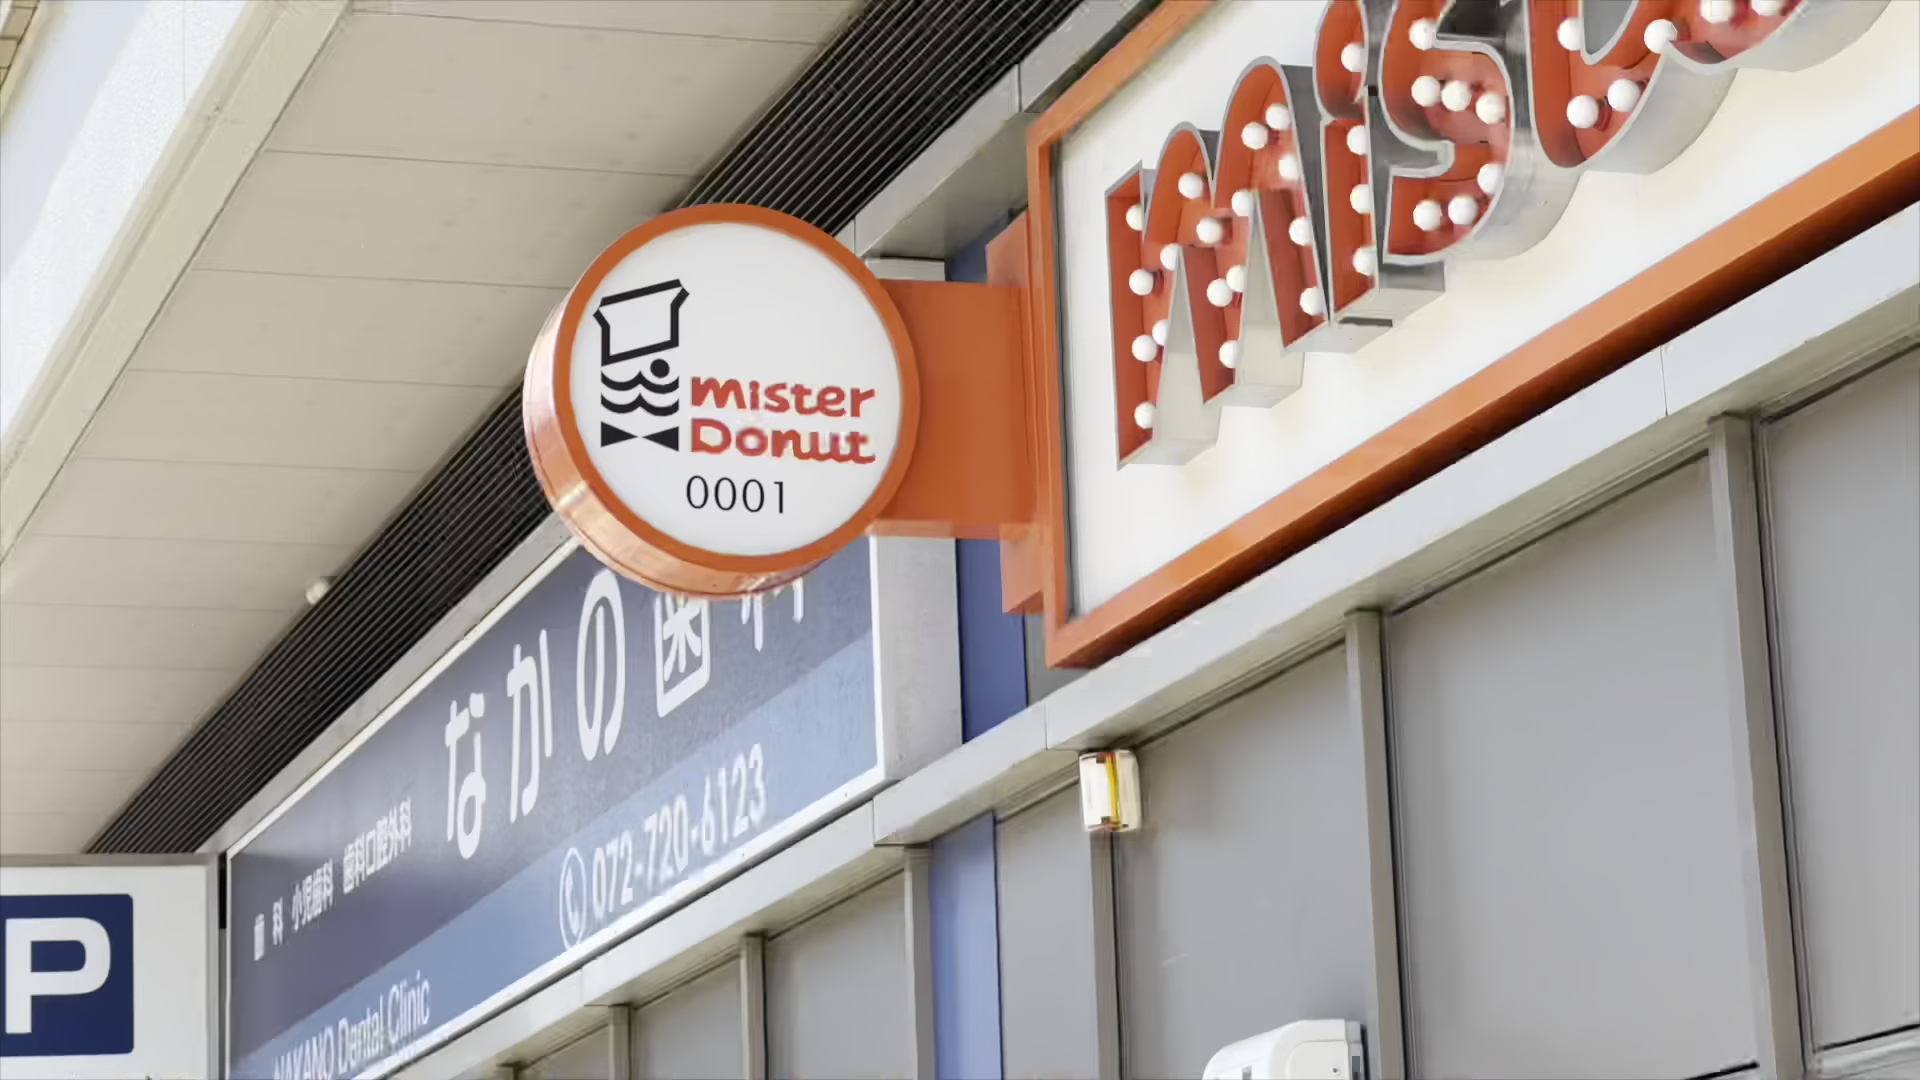 mister
Donut
0001
miste
なかの歯科
歯科 小児歯科 歯科口腔外科
072-720-6123
NAKANO Dental Clinic
P